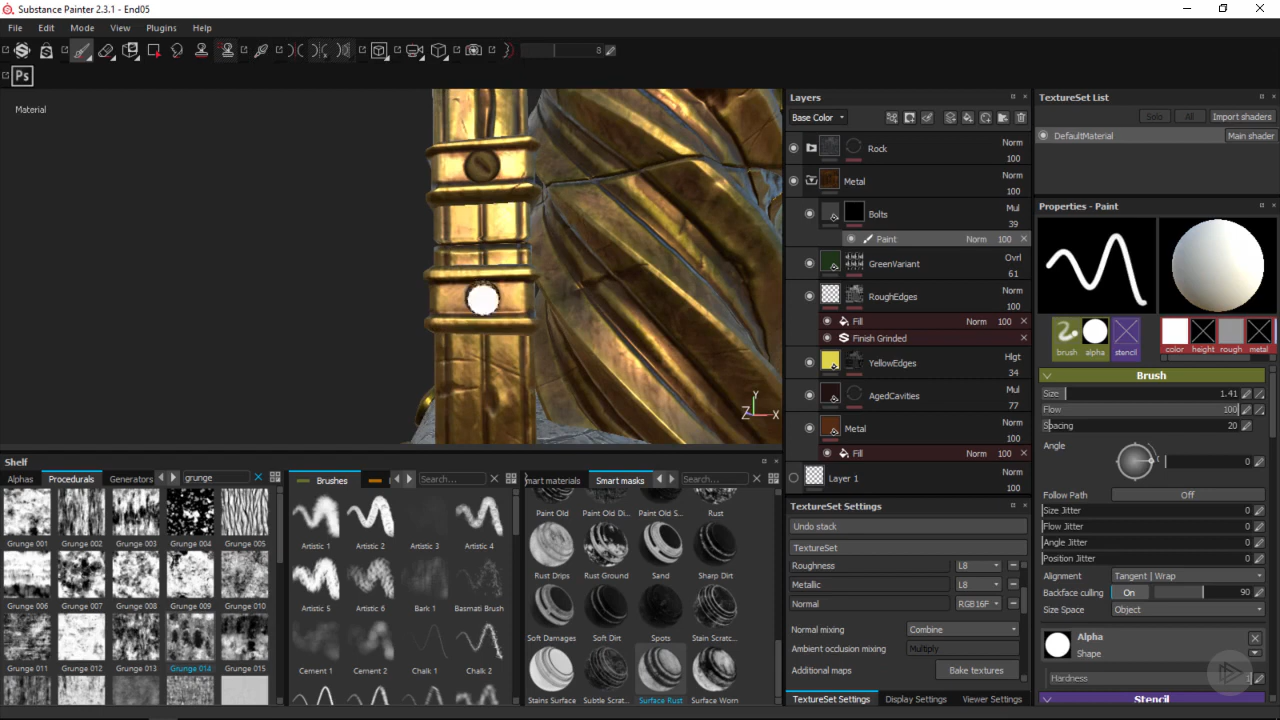 Substance Painter 2.3.1 - End05
File Edit Mode View Plugins Help
8
Ps
Material
Y
Z X
Layers
Base Color
Rock Norm 100
Metal Norm 100
Bolts Mul 39
Paint Norm 100
GreenVariant Ovrl 61
RoughEdges Norm 100
Fill Norm 100
Finish Grinded
YellowEdges Hlgt 34
AgedCavities Mul 77
Metal Norm 100
Fill Norm 100
Layer 1 Norm 100
TextureSet Settings
Undo stack
TextureSet
Roughness L8
Metallic L8
Normal RGB16F
Normal mixing Combine
Ambient occlusion mixing Multiply
Additional maps Bake textures
TextureSet Settings Display Settings Viewer Settings
TextureSet List
Solo All Import shaders
DefaultMaterial Main shader
Properties - Paint
brush alpha stencil color height rough metal
Brush
Size 1.41
Flow 100
Spacing 20
Angle 0
Follow Path Off
Size Jitter 0
Flow Jitter 0
Angle Jitter 0
Position Jitter 0
Alignment Tangent | Wrap
Backface culling On 90
Size Space Object
Alpha
Shape
Hardness 1
Stencil
Shelf
Alphas Procedurals Generators grunge
Grunge 001 Grunge 002 Grunge 003 Grunge 004 Grunge 005
Grunge 006 Grunge 007 Grunge 008 Grunge 009 Grunge 010
Grunge 011 Grunge 012 Grunge 013 Grunge 014 Grunge 015
Brushes Search...
Artistic 1 Artistic 2 Artistic 3 Artistic 4
Artistic 5 Artistic 6 Bark 1 Basmati Brush
Cement 1 Cement 2 Chalk 1 Chalk 2
mart materials Smart masks Search...
Paint Old Paint Old Di... Paint Old S... Rust
Rust Drips Rust Ground Sand Sharp Dirt
Soft Damages Soft Dirt Spots Stain Scratc...
Stains Surface Subtle Scrat... Surface Rust Surface Worn